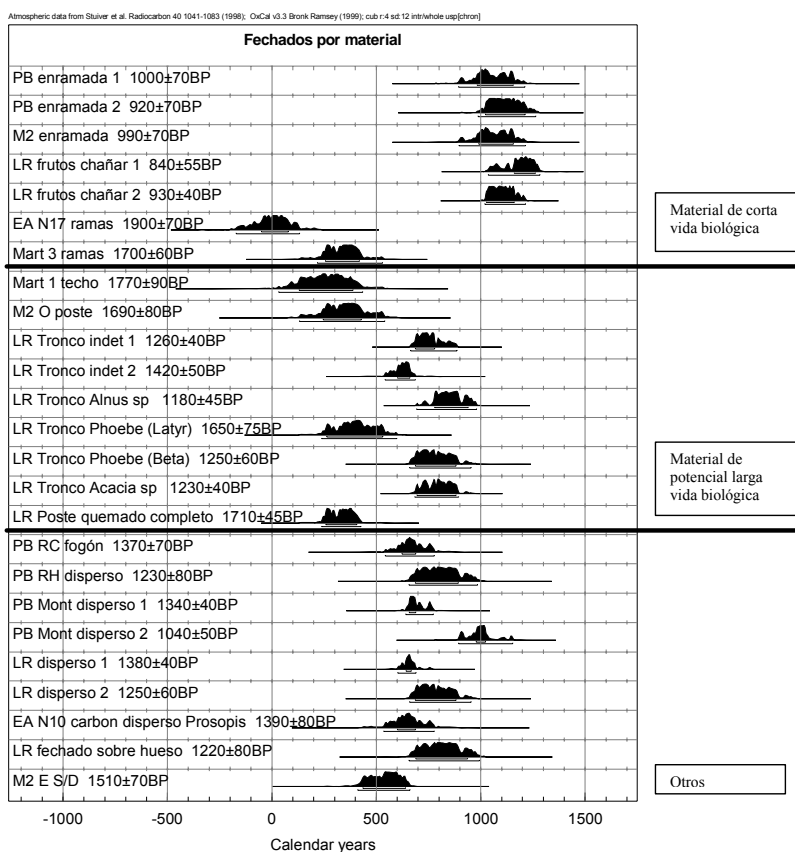 Atmospheric data from Stuiver et al. Radiocarbon 40 1041-1083 (1998); OxCal v3.3 Bronk Ramsey (1999); cub r:4 sd:12 intr/whole usp[chron]
Fechados por material
PB enramada 1 1000±70BP
PB enramada 2 920±70BP
M2 enramada 990±70BP
LR frutos chañar 1 840±55BP
LR frutos chañar 2 930±40BP
EA N17 ramas 1900±70BP
Mart 3 ramas 1700±60BP
Material de corta
vida biológica
Mart 1 techo 1770±90BP
M2 O poste 1690±80BP
LR Tronco indet 1 1260±40BP
LR Tronco indet 2 1420±50BP
LR Tronco Alnus sp 1180±45BP
LR Tronco Phoebe (Latyr) 1650±75BP
LR Tronco Phoebe (Beta) 1250±60BP
LR Tronco Acacia sp 1230±40BP
LR Poste quemado completo 1710±45BP
Material de
potencial larga
vida biológica
PB RC fogón 1370±70BP
PB RH disperso 1230±80BP
PB Mont disperso 1 1340±40BP
PB Mont disperso 2 1040±50BP
LR disperso 1 1380±40BP
LR disperso 2 1250±60BP
EA N10 carbon disperso Prosopis 1390±80BP
LR fechado sobre hueso 1220±80BP
M2 E S/D 1510±70BP
Otros
-1000 -500 0 500 1000 1500
Calendar years